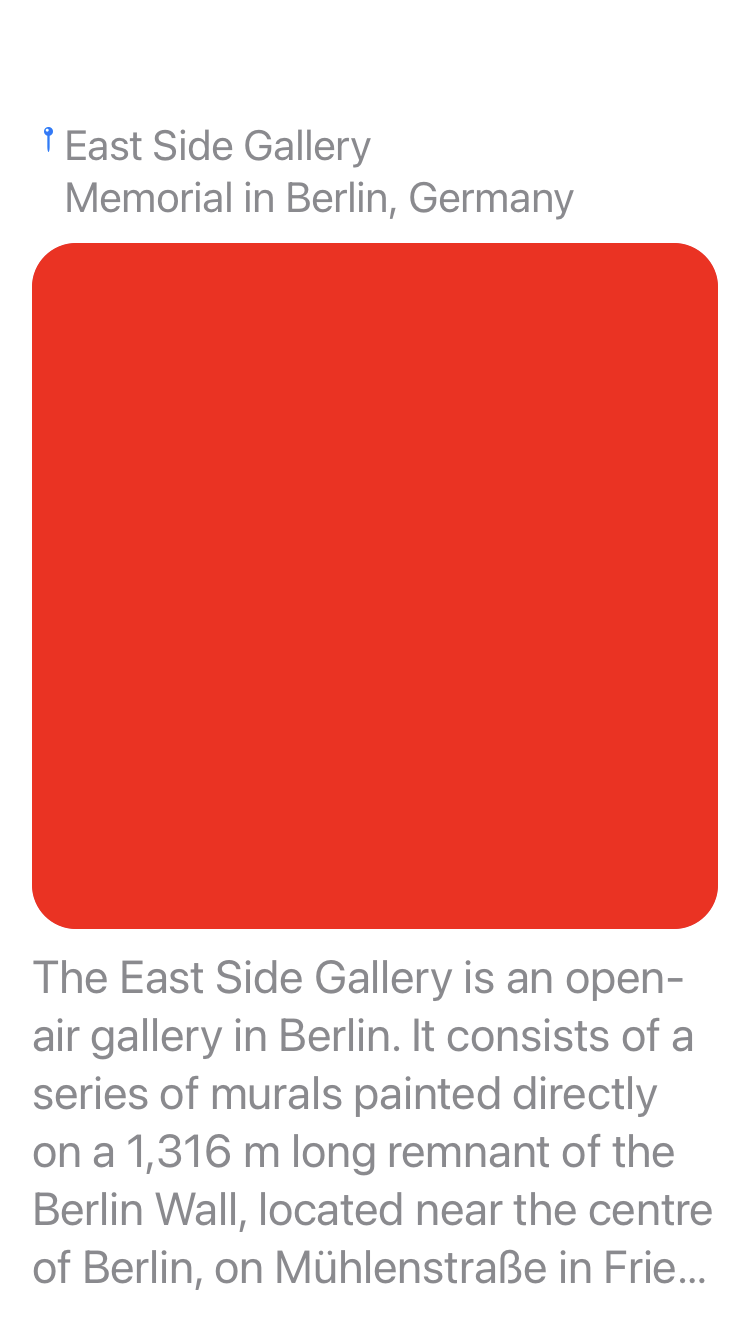 East Side Gallery
Memorial in Berlin, Germany
The East Side Gallery is an open-
air gallery in Berlin. It consists of a
series of murals painted directly
on a 1,316 m long remnant of the
Berlin Wall, located near the centre
of Berlin, on Mühlenstraße in Frie...